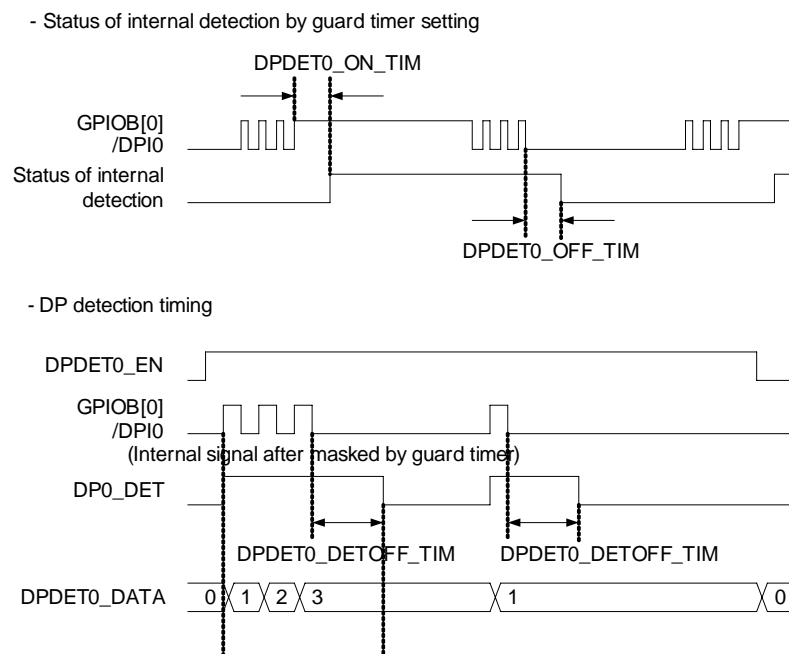 - Status of internal detection by guard timer setting
DPDET0_ON_TIM
GPIOB[0]
/DPI0
Status of internal
detection
DPDET0_OFF_TIM
- DP detection timing
DPDET0_EN
GPIOB[0]
/DPI0
(Internal signal after masked by guard timer)
DP0_DET
DPDET0_DETOFF_TIM DPDET0_DETOFF_TIM
DPDET0_DATA 0 1 2 3 1 0